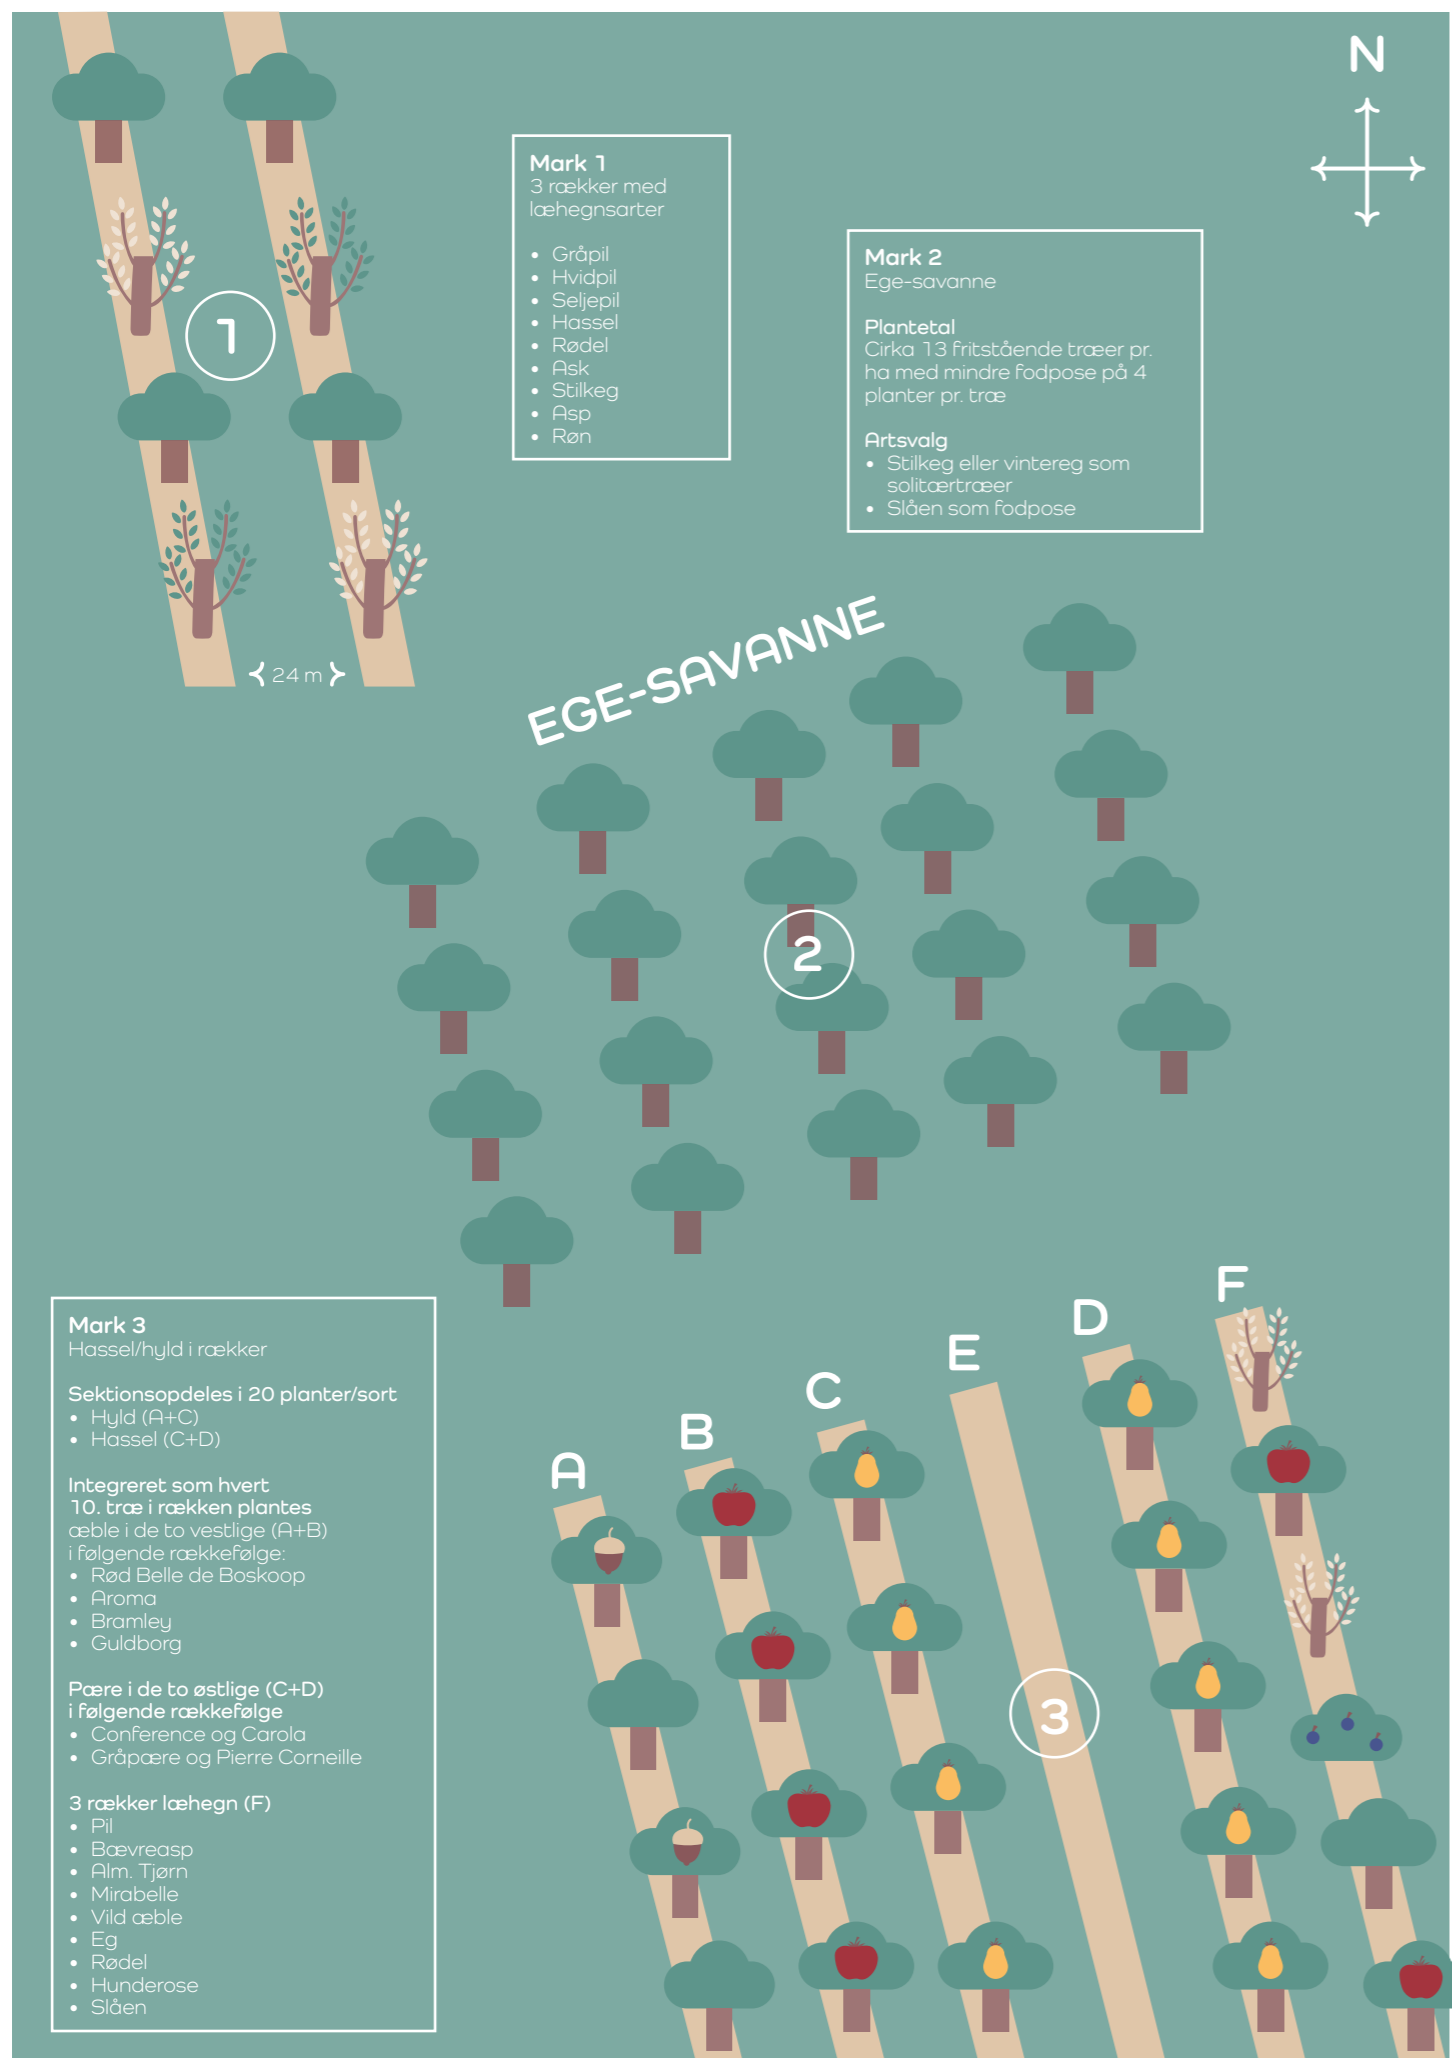 N
Mark 1
3 rækker med
læhegnsarter
• Gråpil
• Hvidpil
• Seljepil
• Hassel
• Rødel
• Ask
• Stilkeg
• Asp
• Røn
Mark 2
Ege-savanne
Plantetal
Cirka 13 fritstående træer pr.
ha med mindre fodpose på 4
planter pr. træ
Artsvalg
• Stilkeg eller vintereg som
solitærtræer
• Slåen som fodpose
1
24 m
EGE-SAVANNE
2
Mark 3
Hassel/hyld i rækker
Sektionsopdeles i 20 planter/sort
• Hyld (A+C)
• Hassel (C+D)
Integreret som hvert
10. træ i rækken plantes
æble i de to vestlige (A+B)
i følgende rækkefølge:
• Rød Belle de Boskoop
• Aroma
• Bramley
• Guldborg
Pære i de to østlige (C+D)
i følgende rækkefølge
• Conference og Carola
• Gråpære og Pierre Corneille
3 rækker læhegn (F)
• Pil
• Bævreasp
• Alm. Tjørn
• Mirabelle
• Vild æble
• Eg
• Rødel
• Hunderose
• Slåen
A
B
C
E
D
F
3